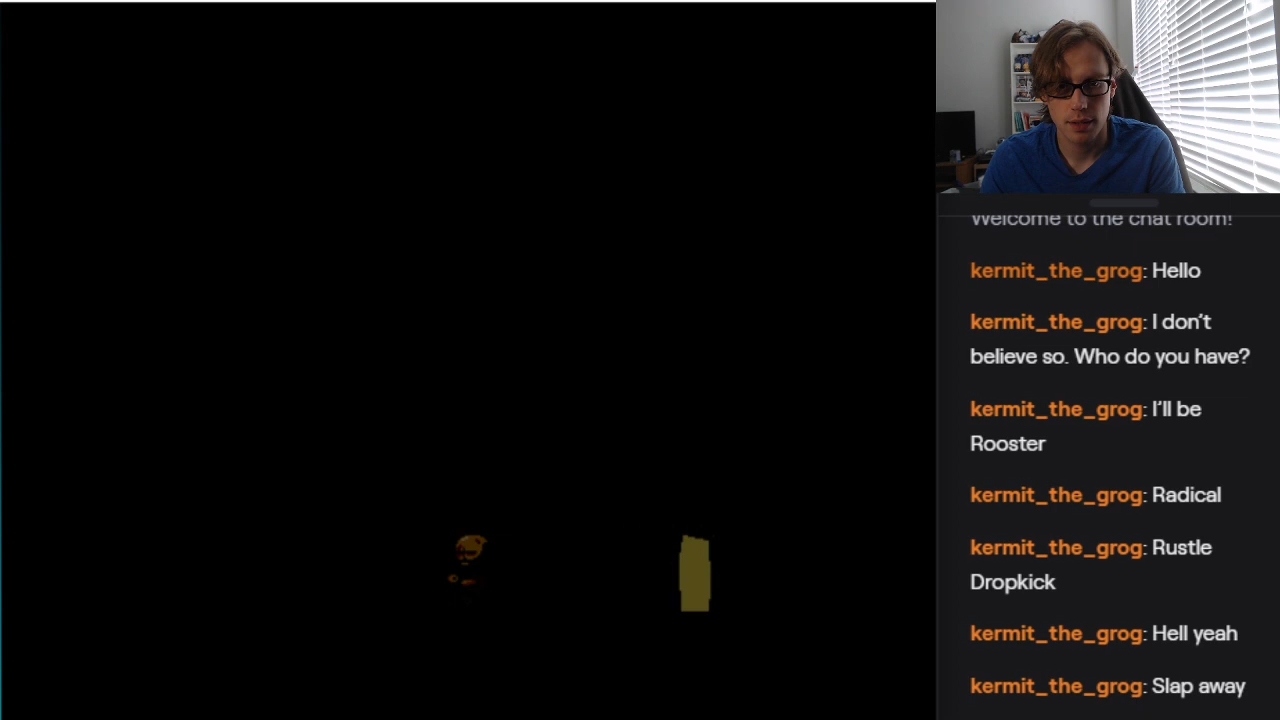 Welcome to the chat room!
kermit_the_grog: Hello
kermit_the_grog: I don't
believe so. Who do you have?
kermit_the_grog: I'll be
Rooster
kermit_the_grog: Radical
kermit_the_grog: Rustle
Dropkick
kermit_the_grog: Hell yeah
kermit_the_grog: Slap away